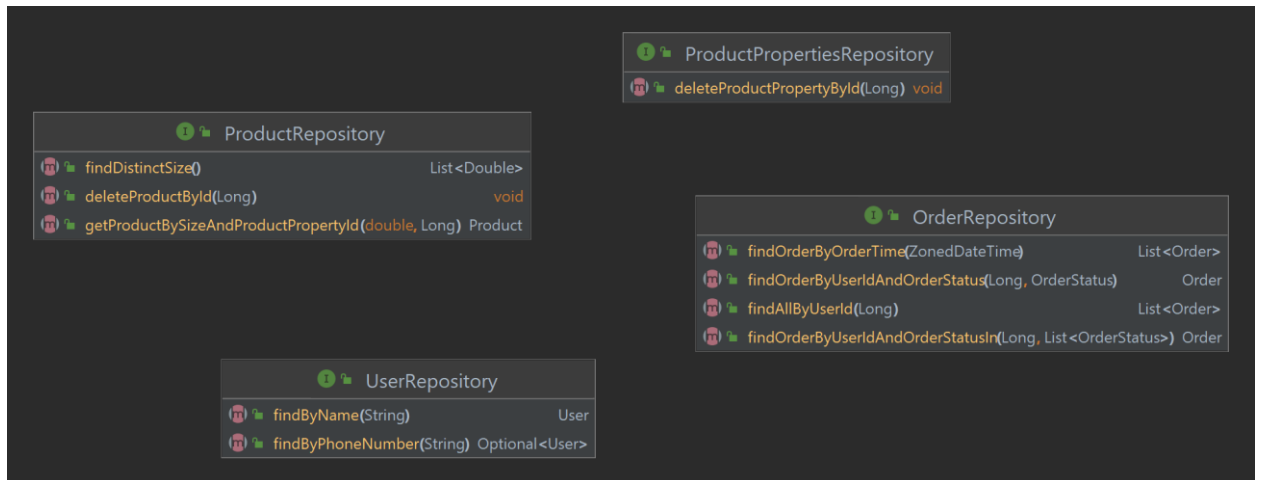 ProductPropertiesRepository
deleteProductPropertyById(Long) void
ProductRepository
findDistinctSize() List<Double>
deleteProductById(Long) void
getProductBySizeAndProductPropertyId(double, Long) Product
OrderRepository
findOrderByOrderTime(ZonedDateTime) List<Order>
findOrderByUserIdAndOrderStatus(Long, OrderStatus) Order
findAllByUserId(Long) List<Order>
findOrderByUserIdAndOrderStatusIn(Long, List<OrderStatus>) Order
UserRepository
findByName(String) User
findByPhoneNumber(String) Optional<User>